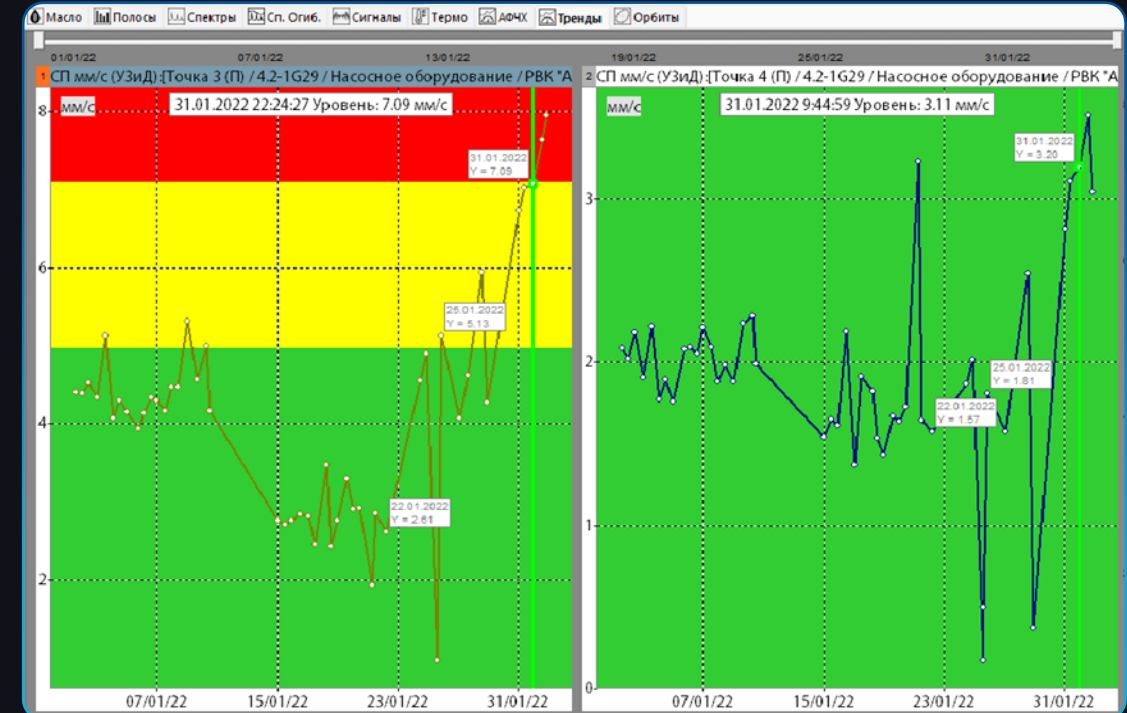 Масло Полосы Спектры Сп. Огиб. Сигналы Термо АФЧХ Тренды Орбиты
01/01/22 07/01/22 13/01/22 19/01/22 25/01/22 31/01/22
1 СП мм/с (УЗиД):[Точка 3 (П) / 4.2-1G29 / Насосное оборудование / РВК "А
мм/с
31.01.2022 22:24:27 Уровень: 7.09 мм/с
8
6
4
2
31.01.2022
Y = 7.09
25.01.2022
Y = 5.13
22.01.2022
Y = 2.61
07/01/22 15/01/22 23/01/22 31/01/22
2 СП мм/с (УЗиД):[Точка 4 (П) / 4.2-1G29 / Насосное оборудование / РВК "А
мм/с
31.01.2022 9:44:59 Уровень: 3.11 мм/с
3
2
1
0
31.01.2022
Y = 3.20
25.01.2022
Y = 1.81
22.01.2022
Y = 1.57
07/01/22 15/01/22 23/01/22 31/01/22